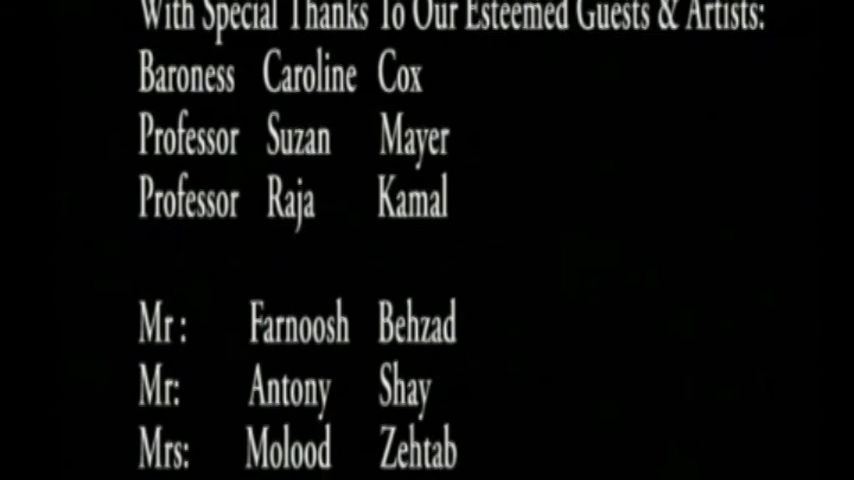 With Special Thanks To Our Esteemed Guests & Artists:
Baroness Caroline Cox
Professor Suzan Mayer
Professor Raja Kamal
Mr : Farnoosh Behzad
Mr: Antony Shay
Mrs: Molood Zehtab